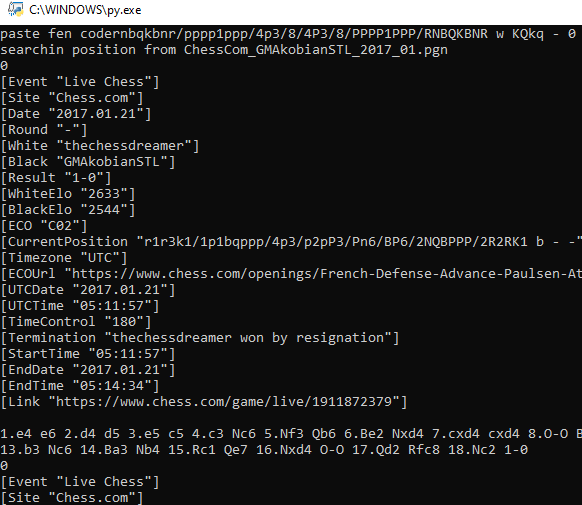 C:\WINDOWS\py.exe
paste fen codernbqkbnr/pppp1ppp/4p3/8/4P3/8/PPPP1PPP/RNBQKBNR w KQkq - 0
searchin position from ChessCom_GMAkobianSTL_2017_01.pgn
0
[Event "Live Chess"]
[Site "Chess.com"]
[Date "2017.01.21"]
[Round "-"]
[White "thechessdreamer"]
[Black "GMAkobianSTL"]
[Result "1-0"]
[WhiteElo "2633"]
[BlackElo "2544"]
[ECO "C02"]
[CurrentPosition "r1r3k1/1p1bqppp/4p3/p2pP3/Pn6/BP6/2NQBPPP/2R2RK1 b - -"
[Timezone "UTC"]
[ECOUrl "https://www.chess.com/openings/French-Defense-Advance-Paulsen-At
[UTCDate "2017.01.21"]
[UTCTime "05:11:57"]
[TimeControl "180"]
[Termination "thechessdreamer won by resignation"]
[StartTime "05:11:57"]
[EndDate "2017.01.21"]
[EndTime "05:14:34"]
[Link "https://www.chess.com/game/live/1911872379"]
1.e4 e6 2.d4 d5 3.e5 c5 4.c3 Nc6 5.Nf3 Qb6 6.Be2 Nxd4 7.cxd4 cxd4 8.O-O B
13.b3 Nc6 14.Ba3 Nb4 15.Rc1 Qe7 16.Nxd4 O-O 17.Qd2 Rfc8 18.Nc2 1-0
0
[Event "Live Chess"]
[Site "Chess.com"]